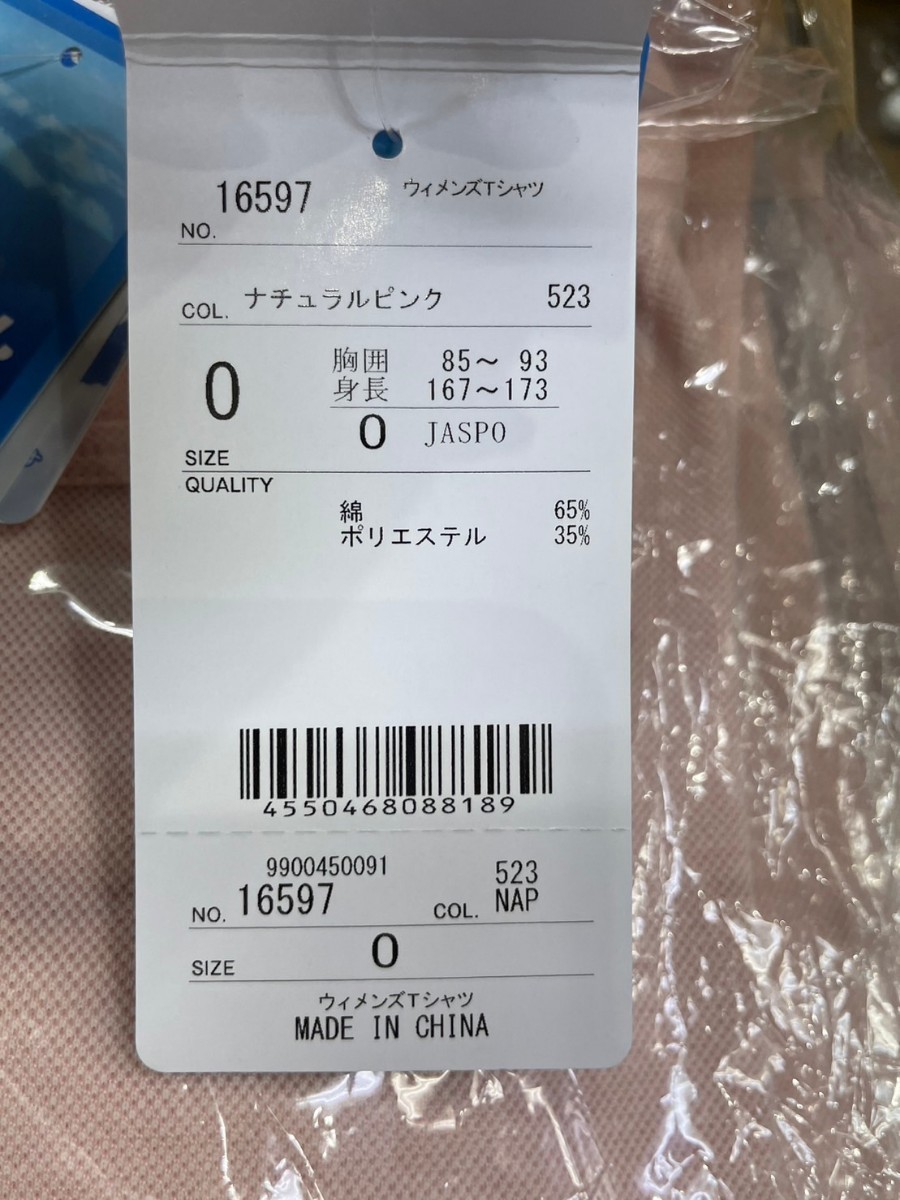 16597 ウィメンズTシャツ
NO.
COL. ナチュラルピンク 523
0 胸囲 85〜 93
身長 167〜173
0 JASPO
SIZE
QUALITY
綿 65%
ポリエステル 35%
4550468088189
9900450091 523
NO. 16597 COL. NAP
SIZE 0
ウィメンズTシャツ
MADE IN CHINA